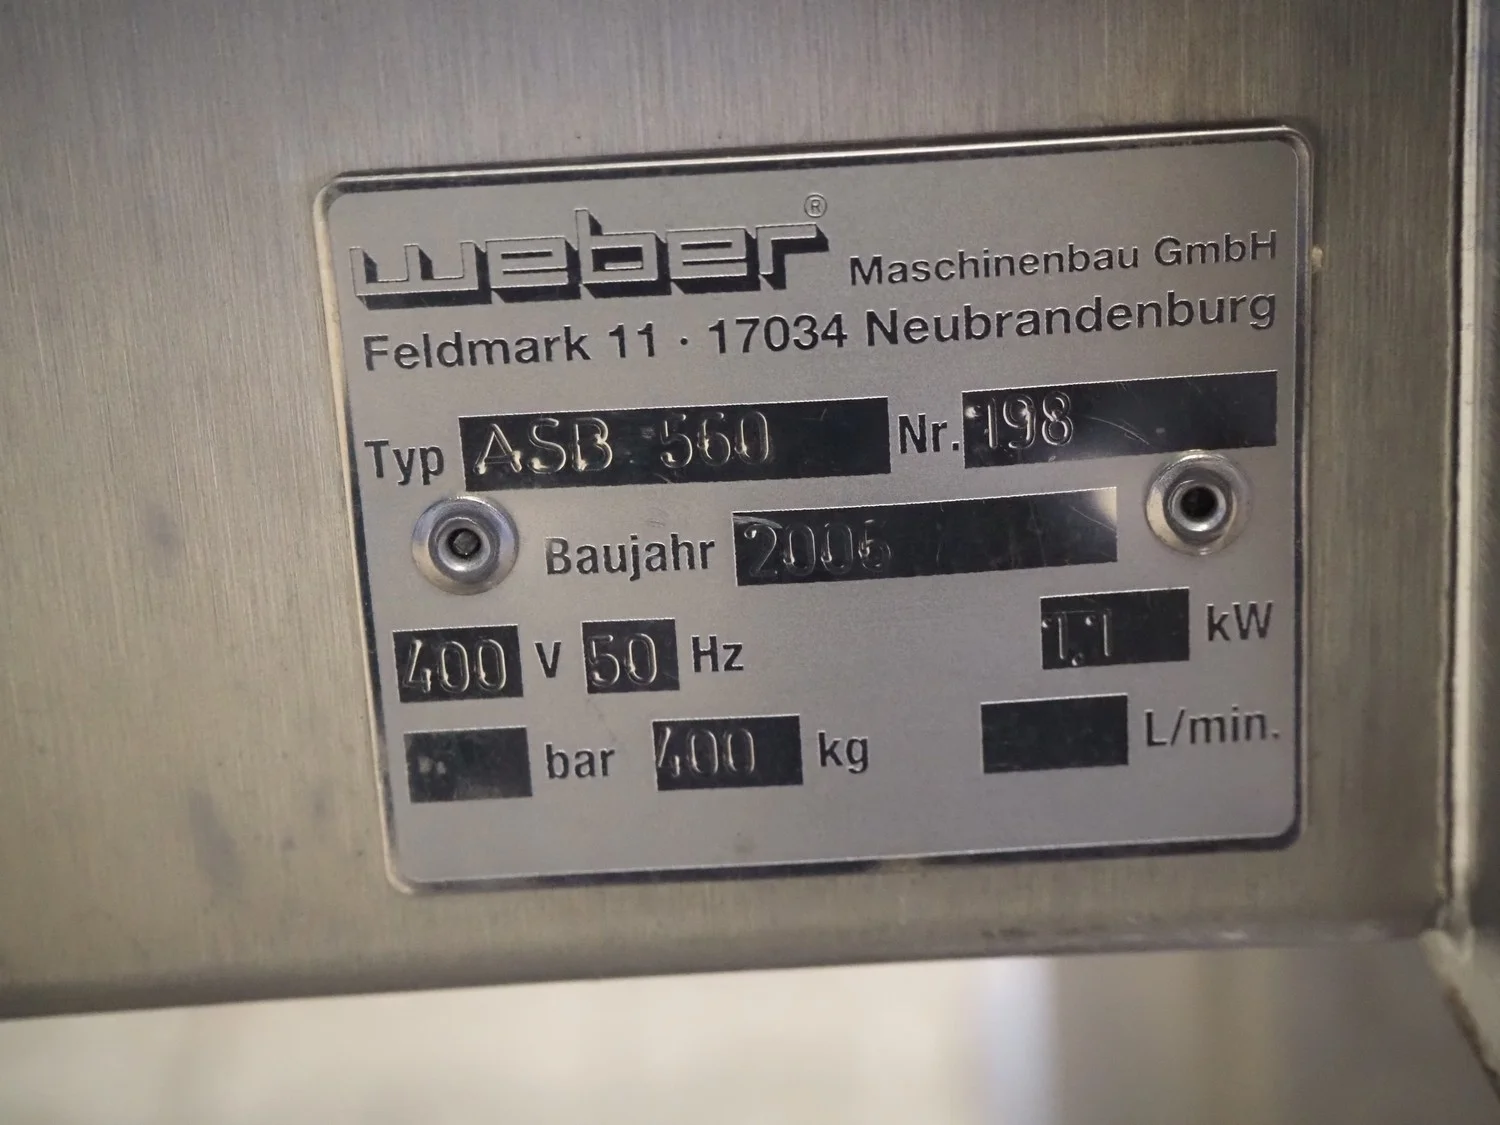 weber® Maschinenbau GmbH
Feldmark 11 · 17034 Neubrandenburg
Typ ASB 560 Nr. 198
Baujahr 2006
400 V 50 Hz 1,1 kW
bar 400 kg L/min.